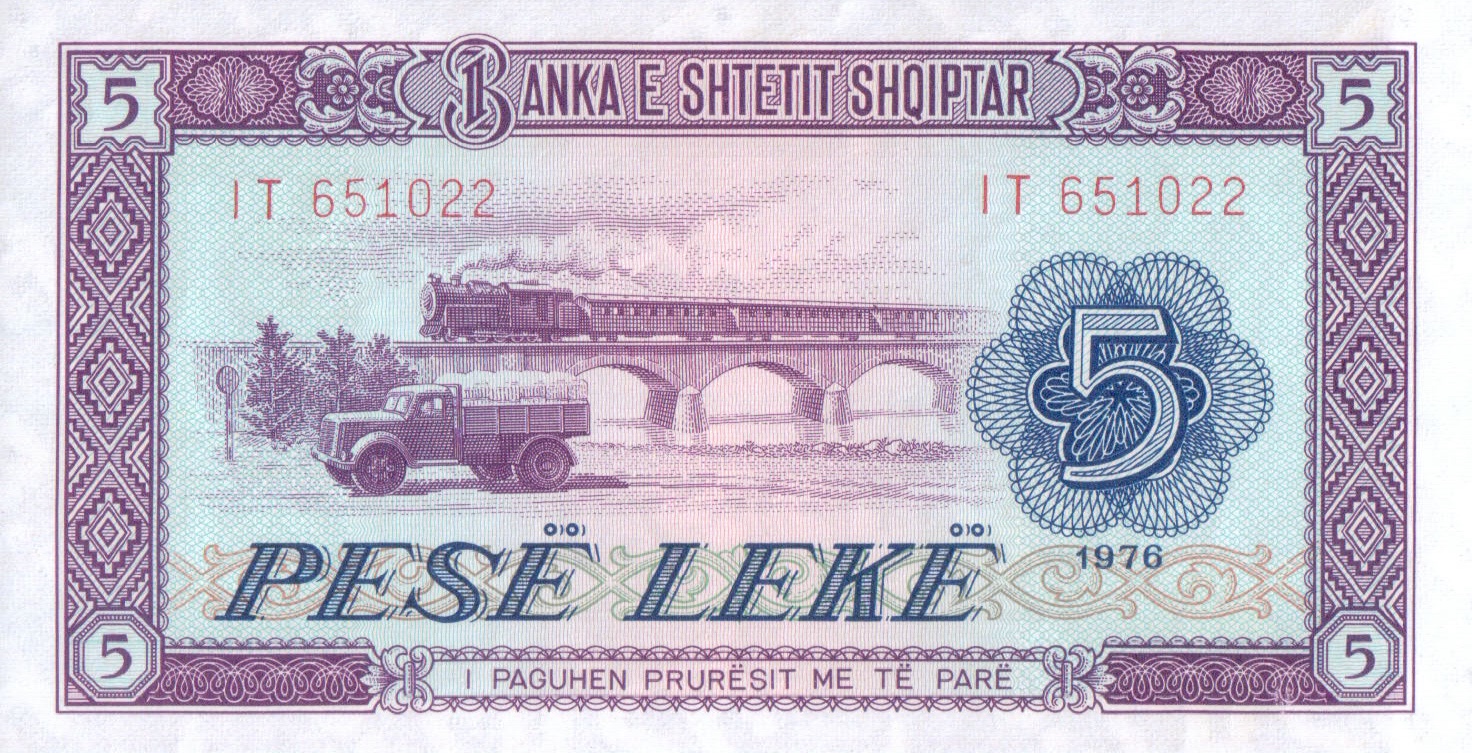 5 BANKA E SHTETIT SHQIPTAR 5
IT 651022 IT 651022
5
PESË LEKË
1976
5 I PAGUHEN PRURËSIT ME TË PARË 5